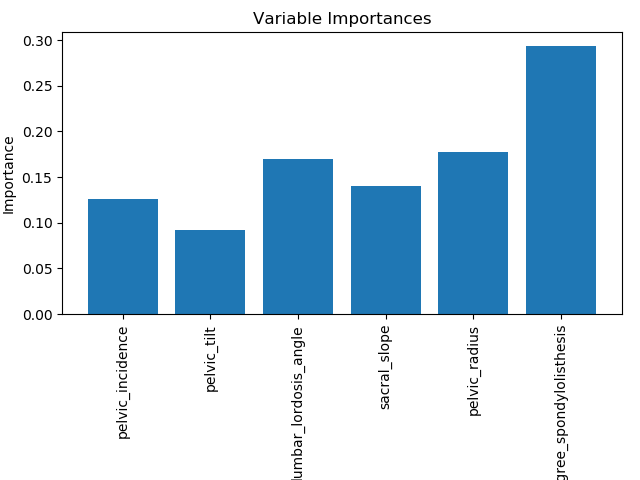 Variable Importances
0.30
0.25
0.20
0.15
0.10
0.05
0.00
Importance
pelvic_incidence
pelvic_tilt
lumbar_lordosis_angle
sacral_slope
pelvic_radius
gree_spondylolisthesis